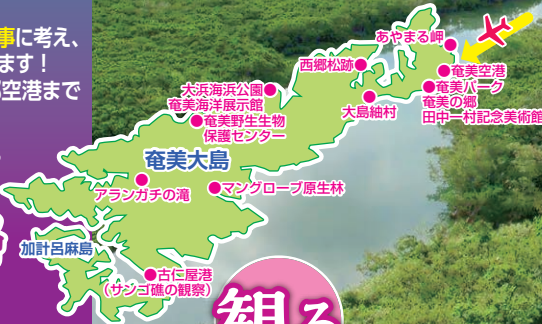 事に考え、
ます!
空港まで
あやまる岬
西郷松跡
奄美空港
大浜海浜公園
奄美海洋展示館
奄美パーク
奄美の郷
田中一村記念美術館
奄美野生生物
保護センター
大島紬村
奄美大島
アランガチの滝
マングローブ原生林
加計呂麻島
古仁屋港
(サンゴ礁の観察)
観る